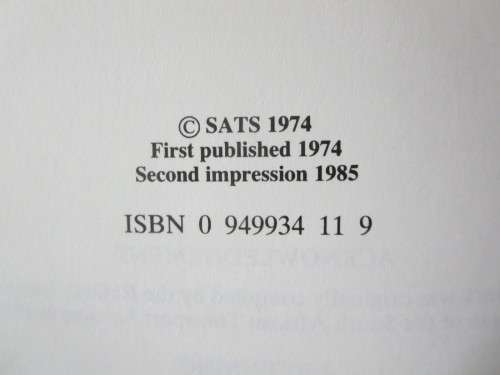 © SATS 1974
First published 1974
Second impression 1985
ISBN 0 949934 11 9